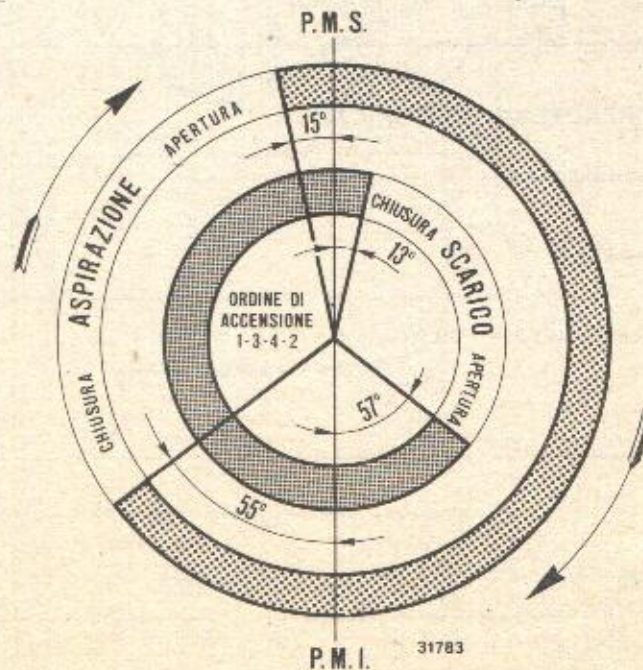 P.M.S.
APERTURA
ASPIRAZIONE
CHIUSURA
15°
CHIUSURA
SCARICO
APERTURA
13°
ORDINE DI
ACCENSIONE
1-3-4-2
57°
55°
31783
P.M.I.